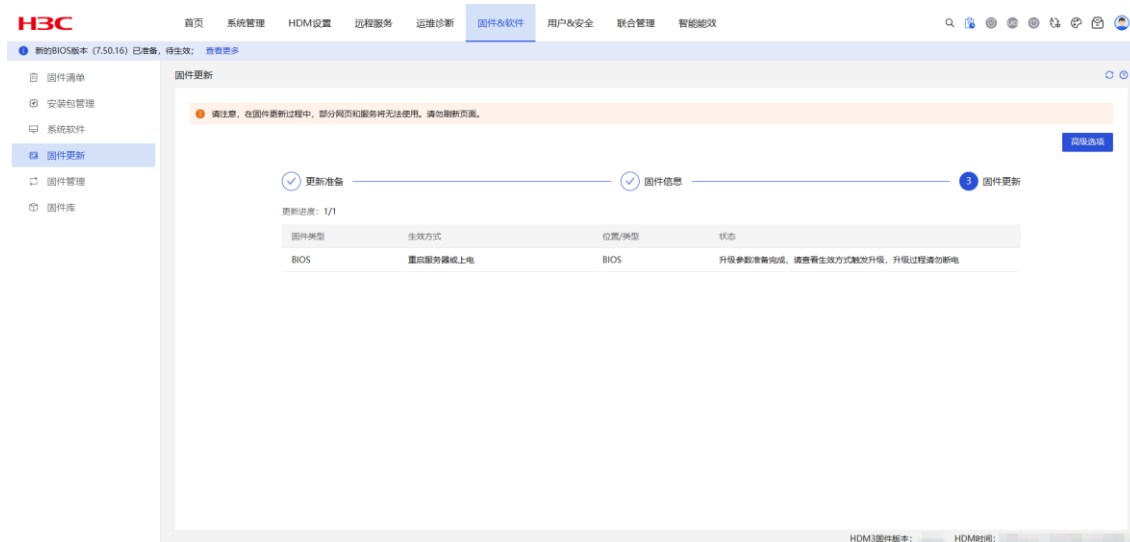 H3C 首页 系统管理 HDM设置 远程服务 运维诊断 固件&软件 用户&安全 联合管理 智能能效
新的BIOS版本（7.50.16）已准备，待生效； 查看更多
固件清单
安装包管理
系统软件
固件更新
固件管理
固件库
固件更新
请注意，在固件更新过程中，部分网页和服务将无法使用。请勿刷新页面。
高级选项
更新准备 固件信息 3 固件更新
更新进度：1/1
固件类型 生效方式 位置/类型 状态
BIOS 重启服务器或上电 BIOS 升级参数准备完成，请查看生效方式触发升级，升级过程请勿断电
HDM3固件版本： HDM时间：